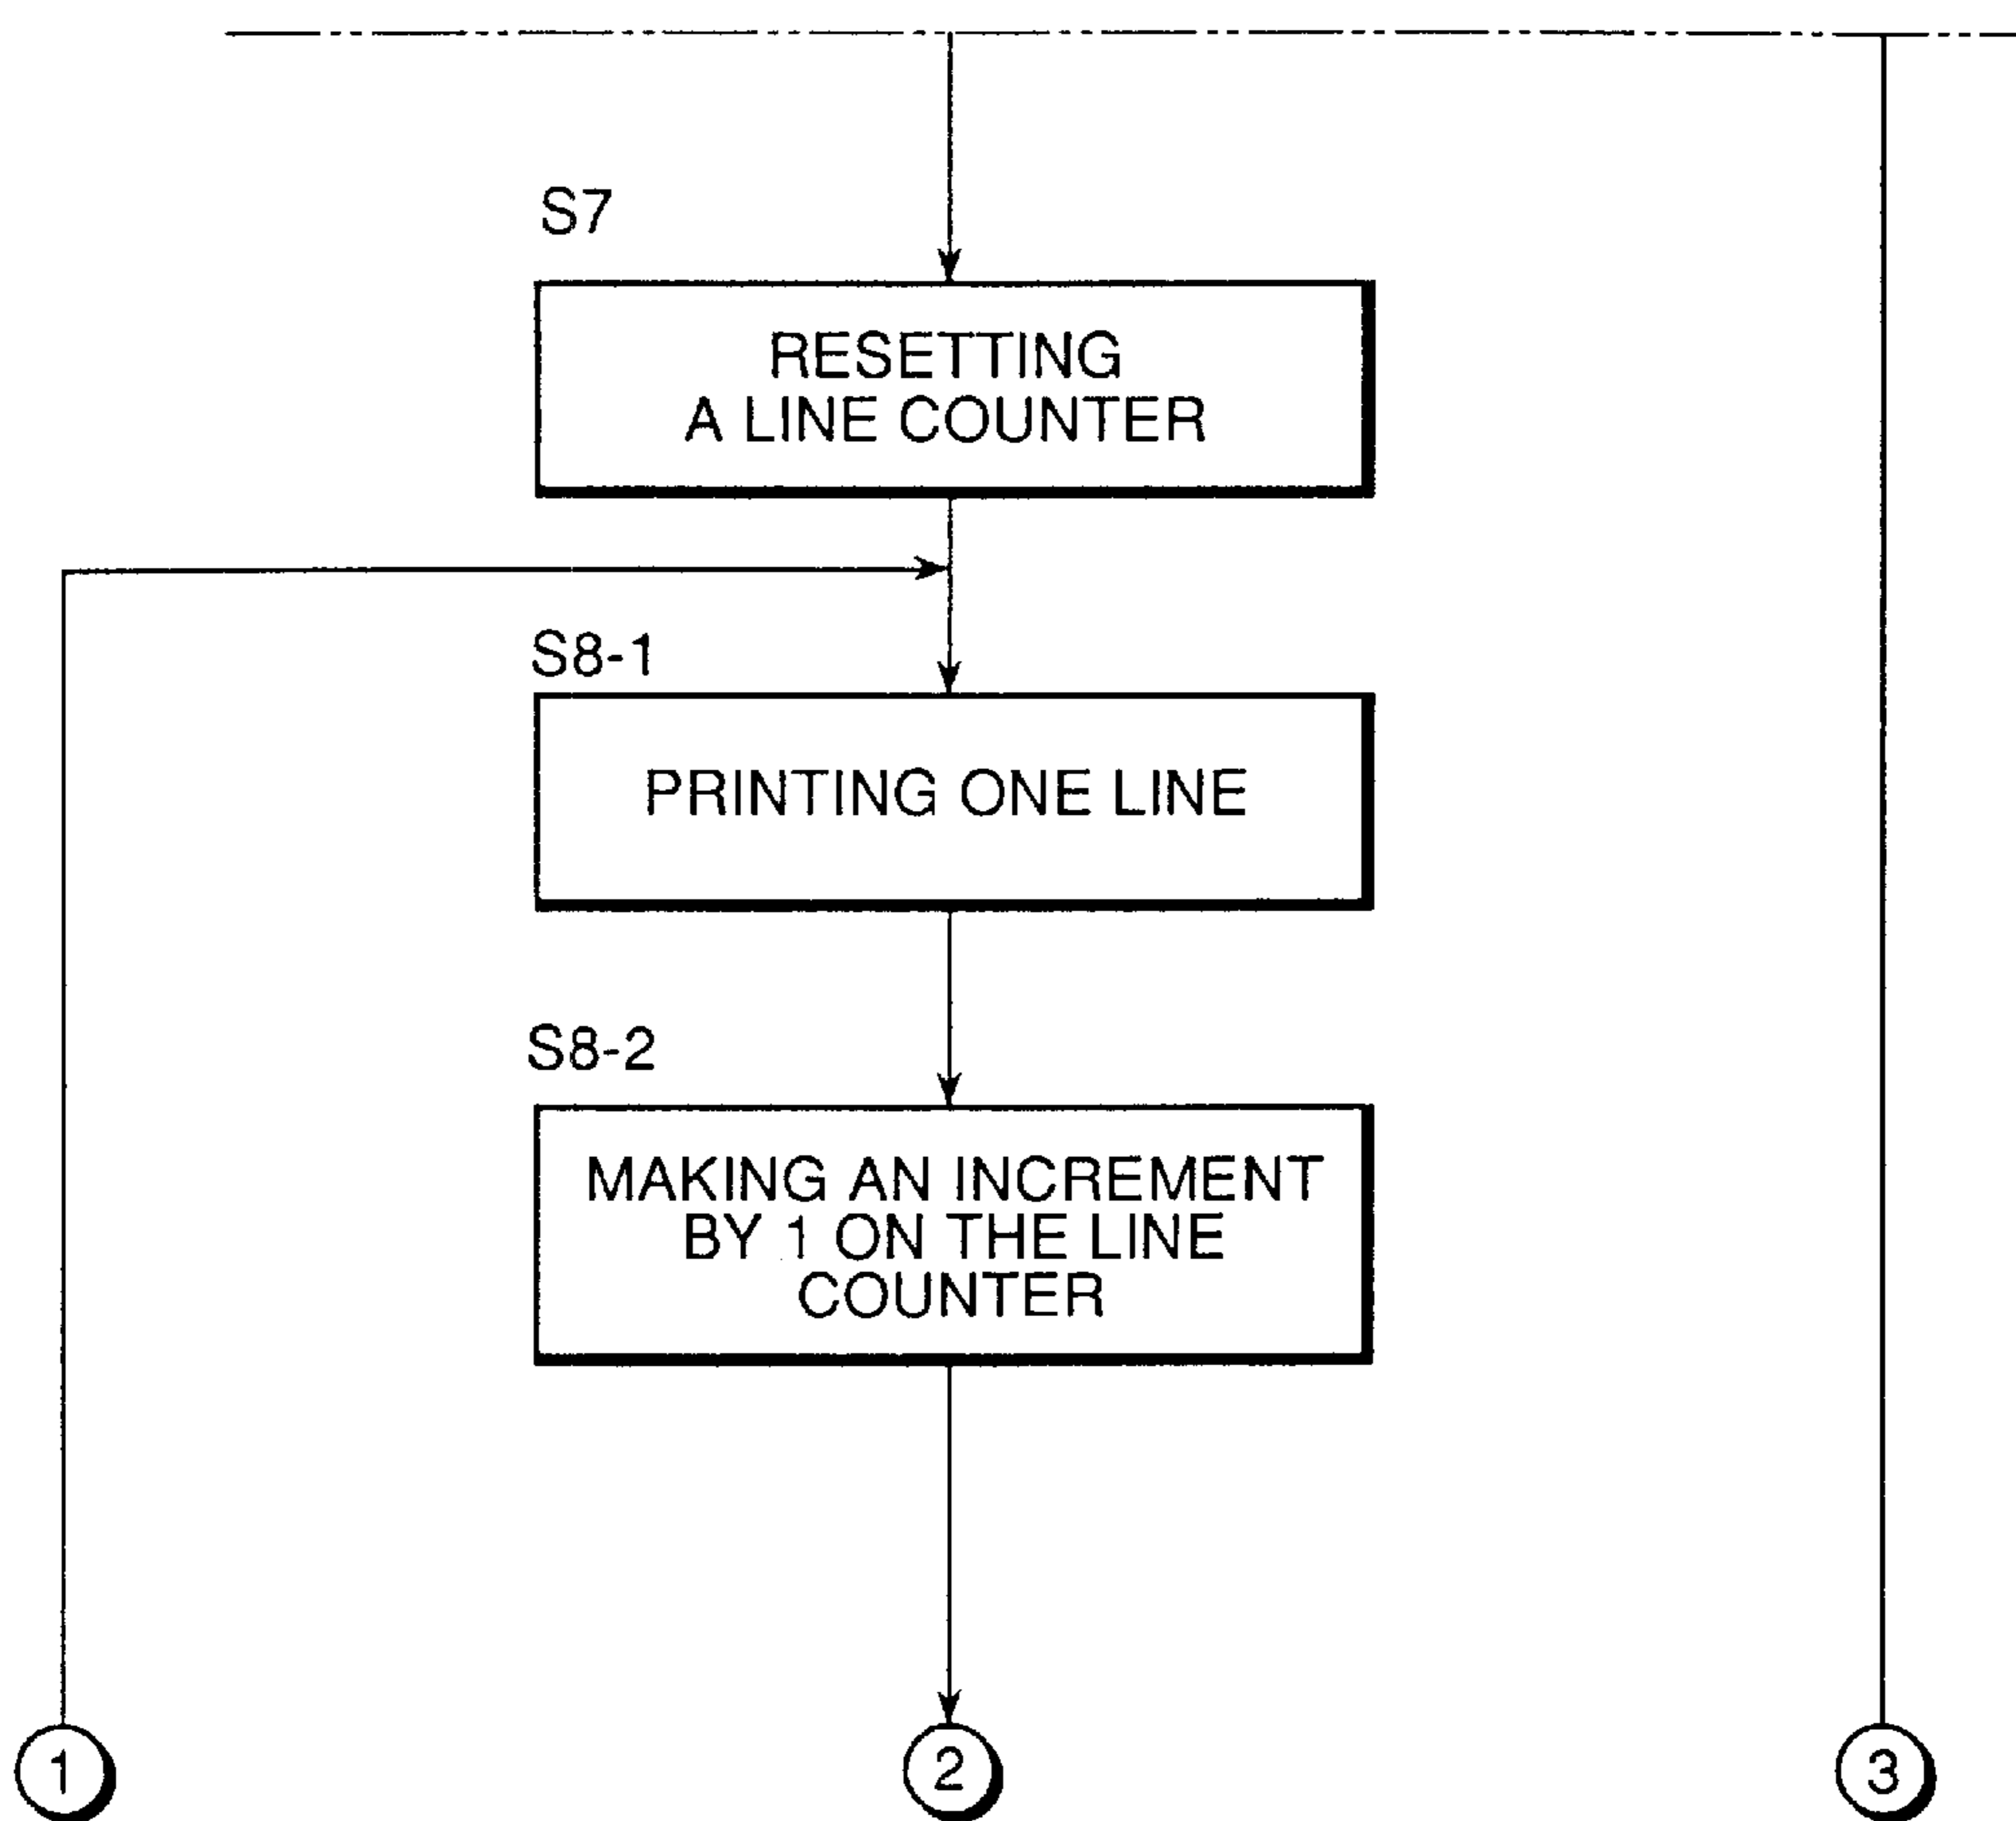 S7
RESETTING
A LINE COUNTER
S8-1
PRINTING ONE LINE
S8-2
MAKING AN INCREMENT
BY 1 ON THE LINE
COUNTER
1
2
3